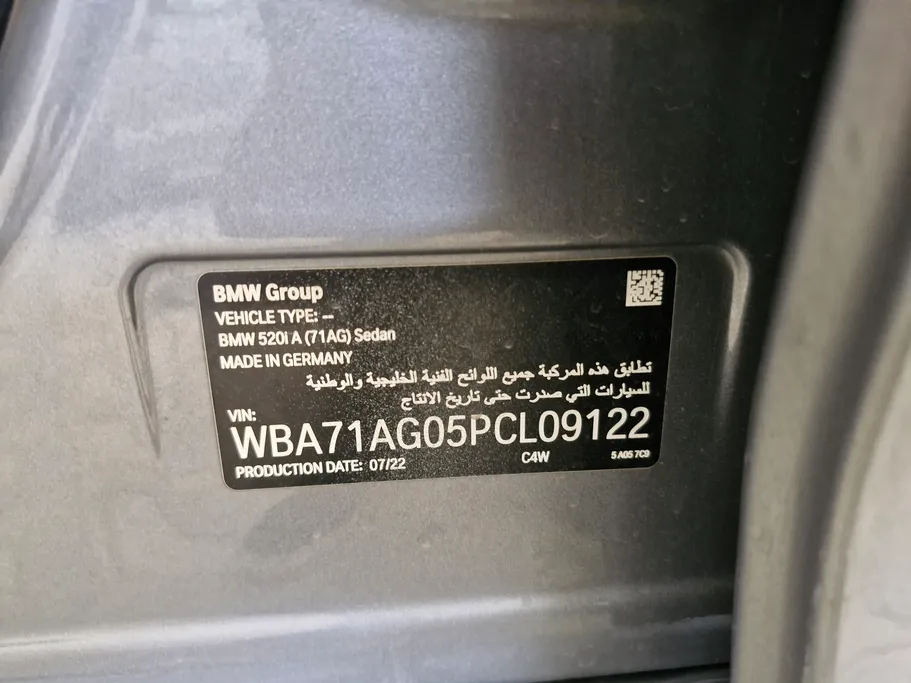 BMW Group
VEHICLE TYPE: --
BMW 520i A (71AG) Sedan
MADE IN GERMANY
تطابق هذه المركبة جميع اللوائح الفنية الخليجية والوطنية
للسيارات التي صدرت حتى تاريخ الانتاج
VIN:
WBA71AG05PCL09122
PRODUCTION DATE: 07/22 C4W 5 A05 7C9